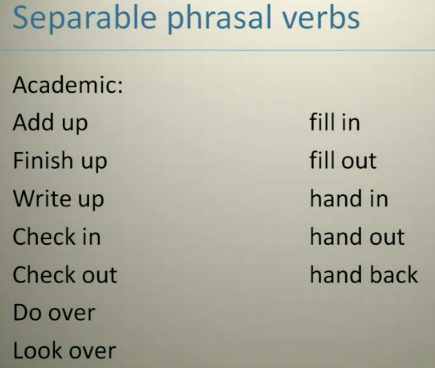 Separable phrasal verbs
Academic:
Add up
Finish up
Write up
Check in
Check out
Do over
Look over
fill in
fill out
hand in
hand out
hand back